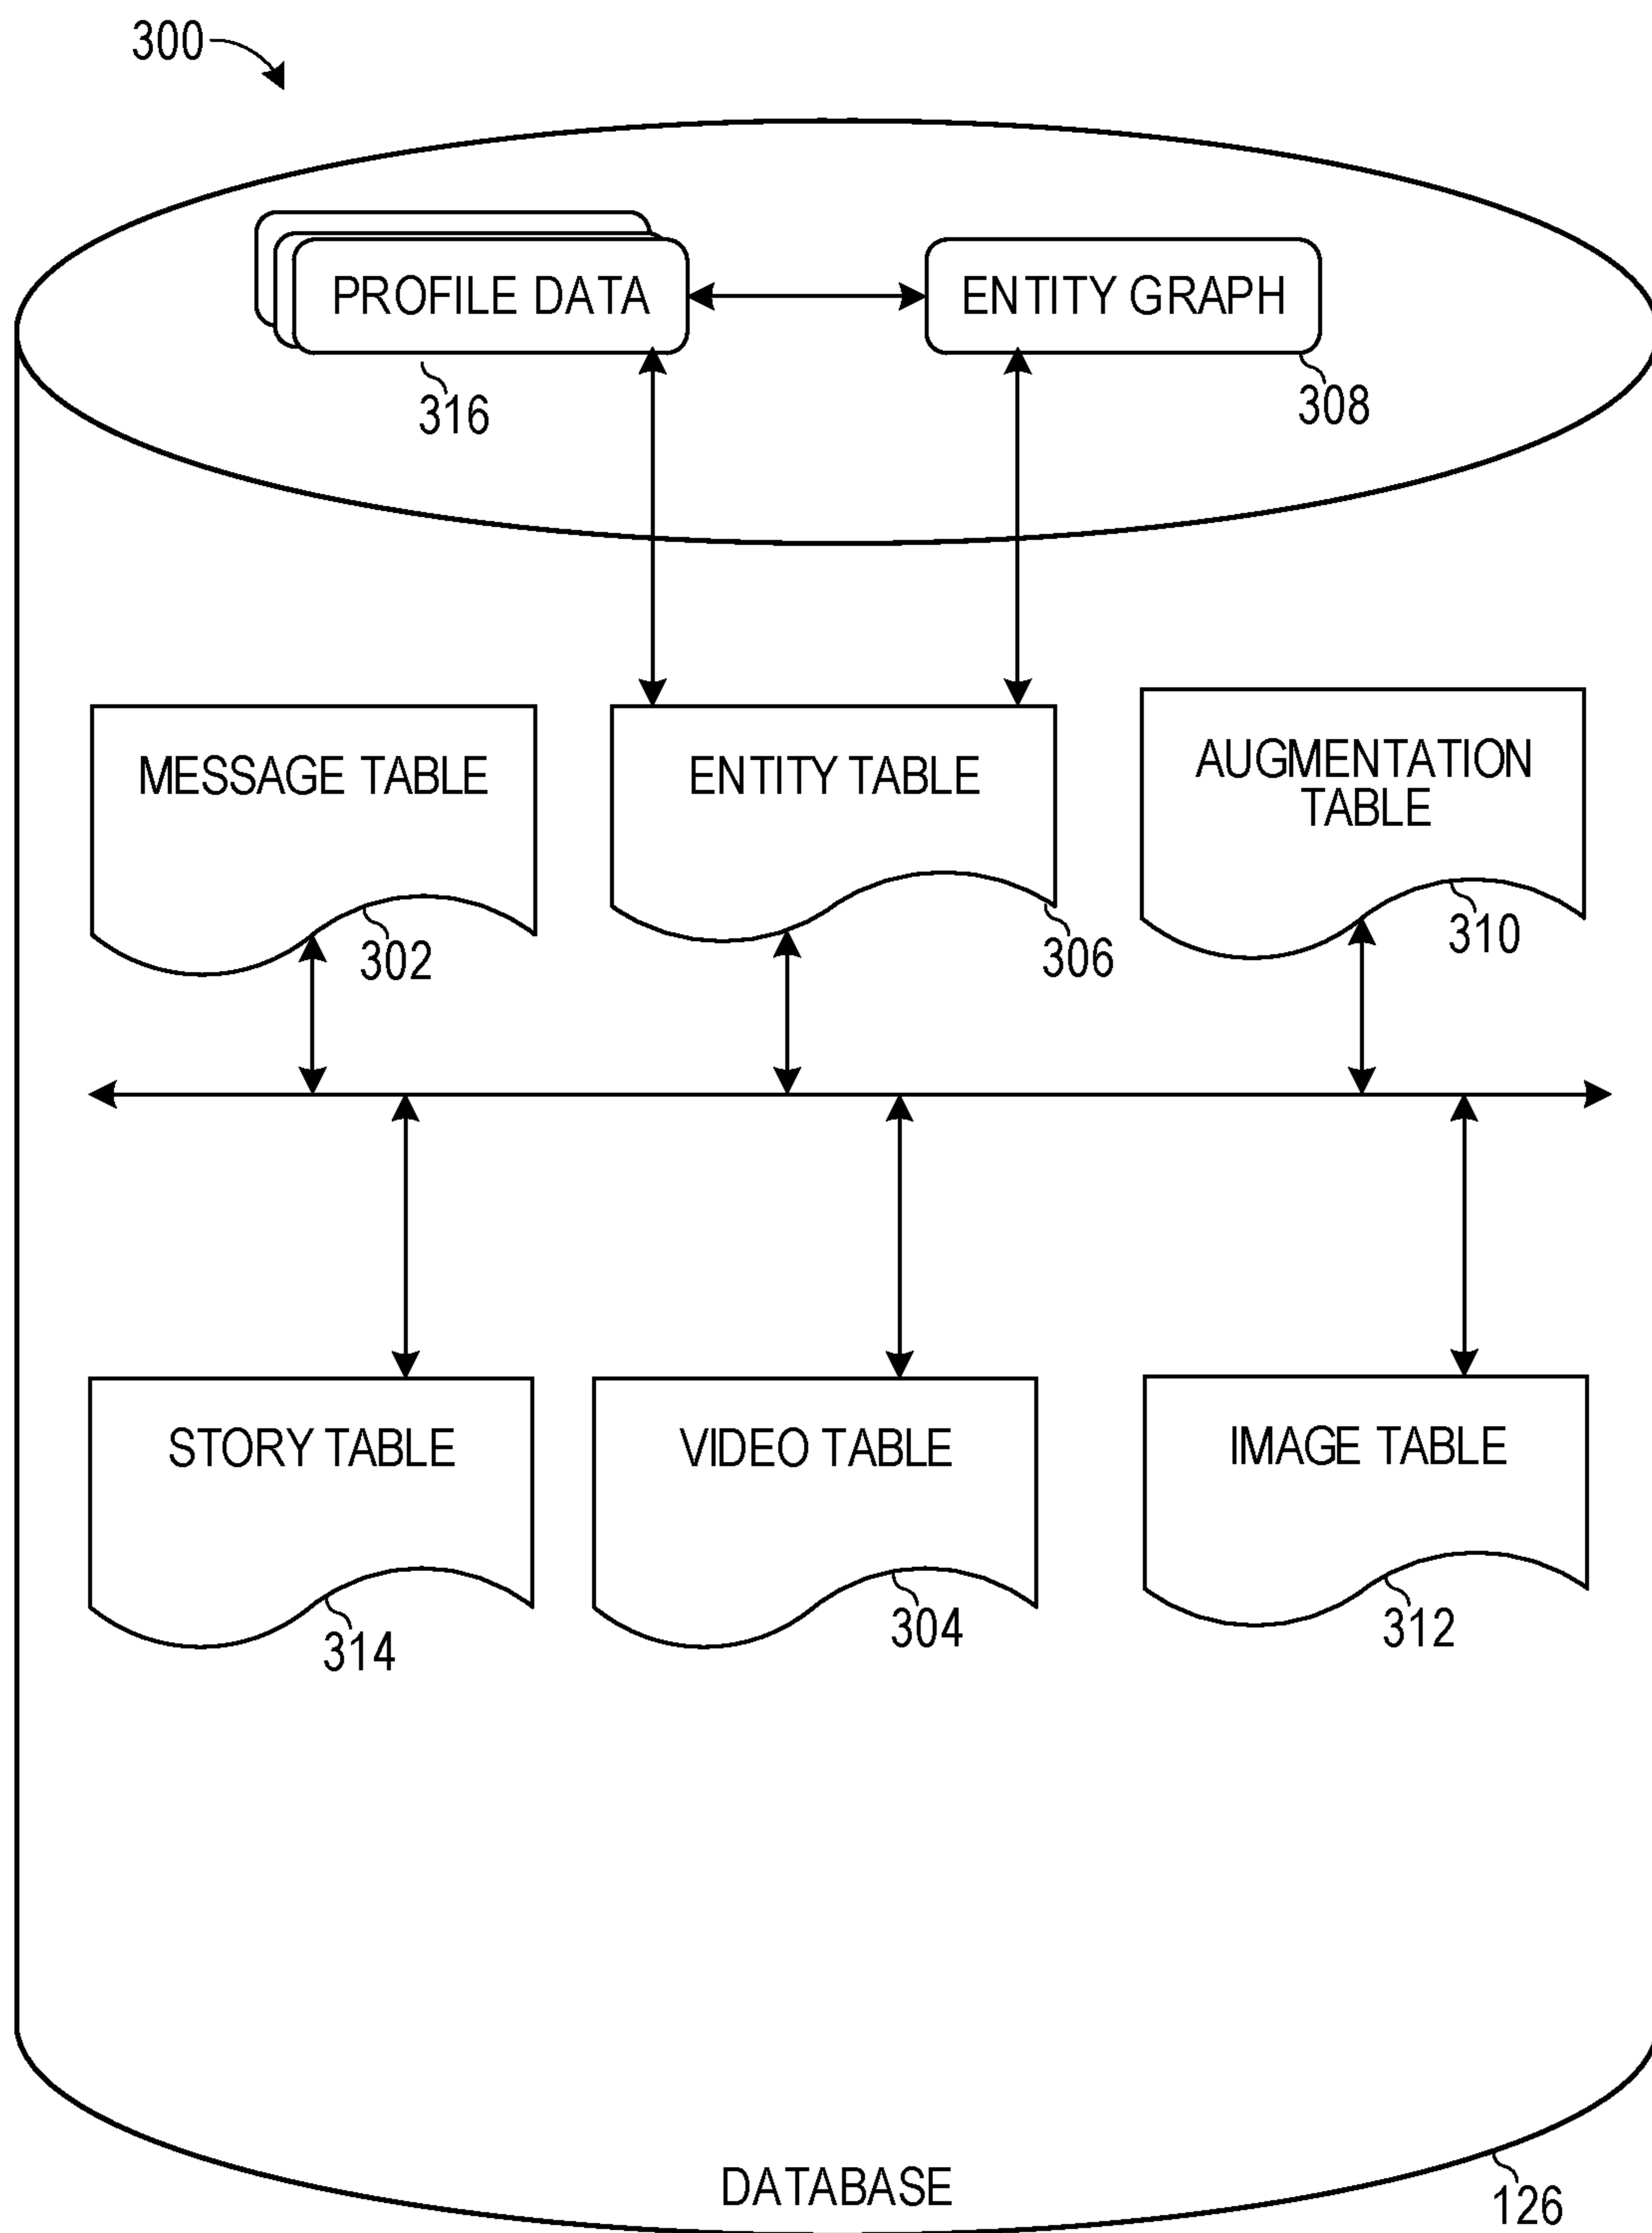 300
PROFILE DATA
ENTITY GRAPH
316
308
MESSAGE TABLE
ENTITY TABLE
AUGMENTATION
TABLE
302
306
310
STORY TABLE
VIDEO TABLE
IMAGE TABLE
314
304
312
DATABASE
126